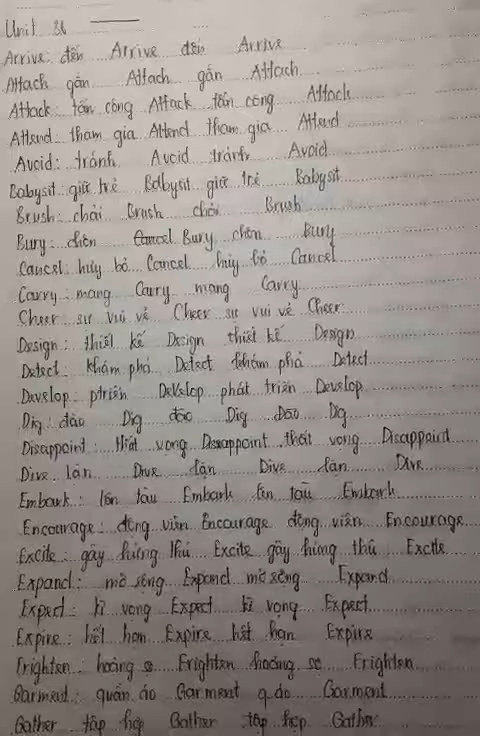 Unit 31
Arrive: đến Arrive đến Arrive
Attach gắn Attach gắn Attach
Attack: tấn công Attack tấn công Attack
Attend: tham gia Attend tham gia Attend
Avoid: tránh Avoid tránh Avoid
Babysit: giữ trẻ Babysit giữ trẻ Babysit
Brush: chải Brush chải Brush
Bury: chôn Bury chôn Bury
Cancel: hủy bỏ Cancel hủy bỏ Cancel
Carry: mang Carry mang Carry
Cheer sự vui vẻ Cheer sự vui vẻ Cheer
Design: thiết kế Design thiết kế Design
Detect: khám phá Detect khám phá Detect
Develop: ptriển Develop phát triển Develop
Dig: đào Dig đào Dig đào Dig
Disappoint: thất vọng Disappoint thất vọng Disappoint
Dive lặn Dive lặn Dive lặn Dive
Embark: lên tàu Embark lên tàu Embark
Encourage: động viên Encourage động viên Encourage
Excite: gây hứng thú Excite gây hứng thú Excite
Expand: mở rộng Expand mở rộng Expand
Expect: kì vọng Expect kì vọng Expect
Expire: hết hạn Expire hết hạn Expire
Frighten: hoảng sợ Frighten hoảng sợ Frighten
Garment: quần áo Garment q.áo Garment
Gather tập hợp Gather tập hợp Gather